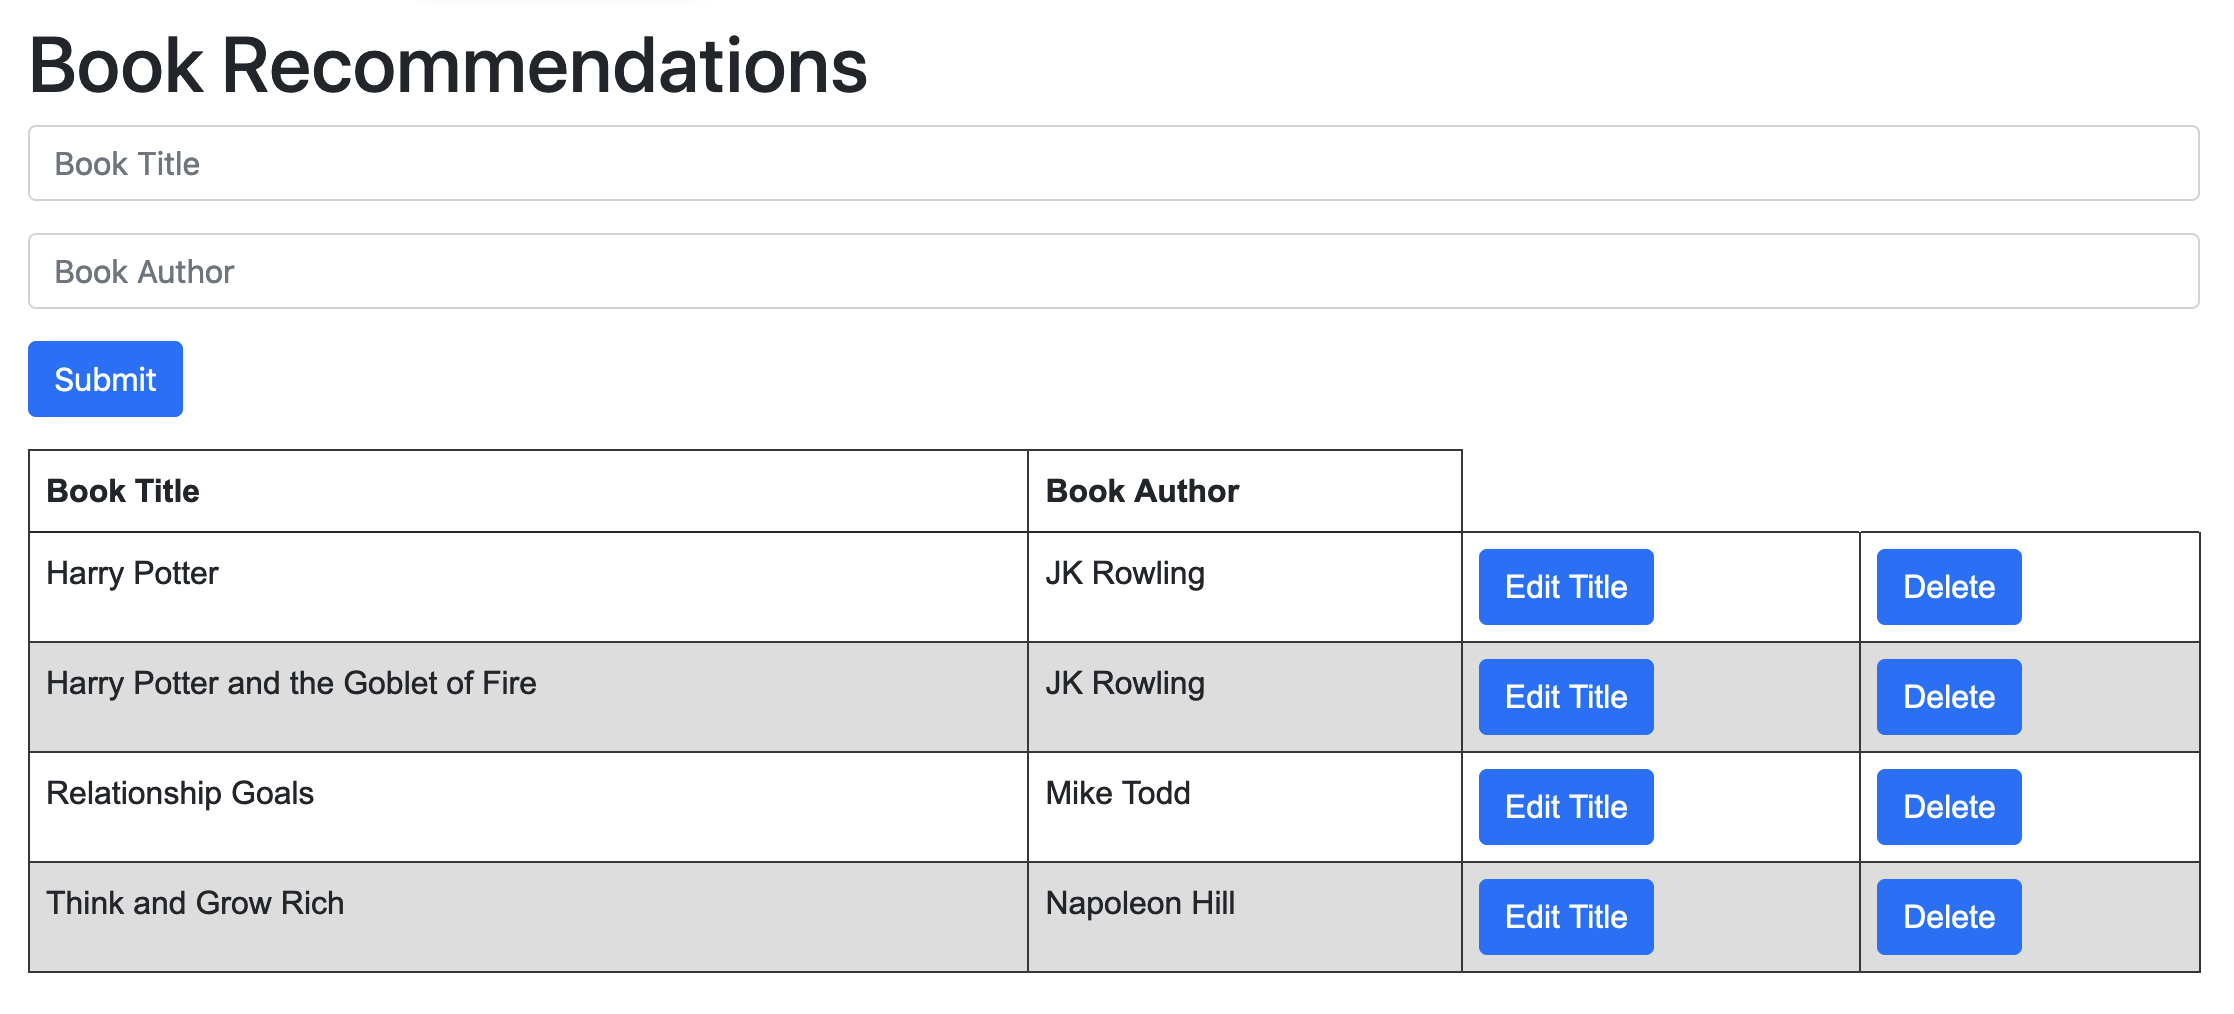 Book Recommendations
Book Title
Book Author
Submit
Book Title Book Author
Harry Potter JK Rowling Edit Title Delete
Harry Potter and the Goblet of Fire JK Rowling Edit Title Delete
Relationship Goals Mike Todd Edit Title Delete
Think and Grow Rich Napoleon Hill Edit Title Delete